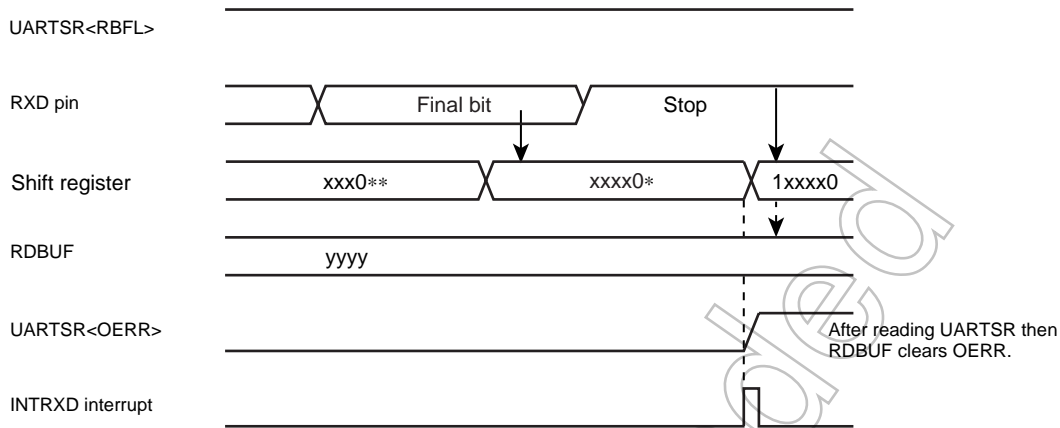 UARTSR<RBFL>
RXD pin
Final bit
Stop
Shift register
xxx0**
xxxx0*
1xxxx0
RDBUF
yyyy
UARTSR<OERR>
After reading UARTSR then
RDBUF clears OERR.
INTRXD interrupt
ded